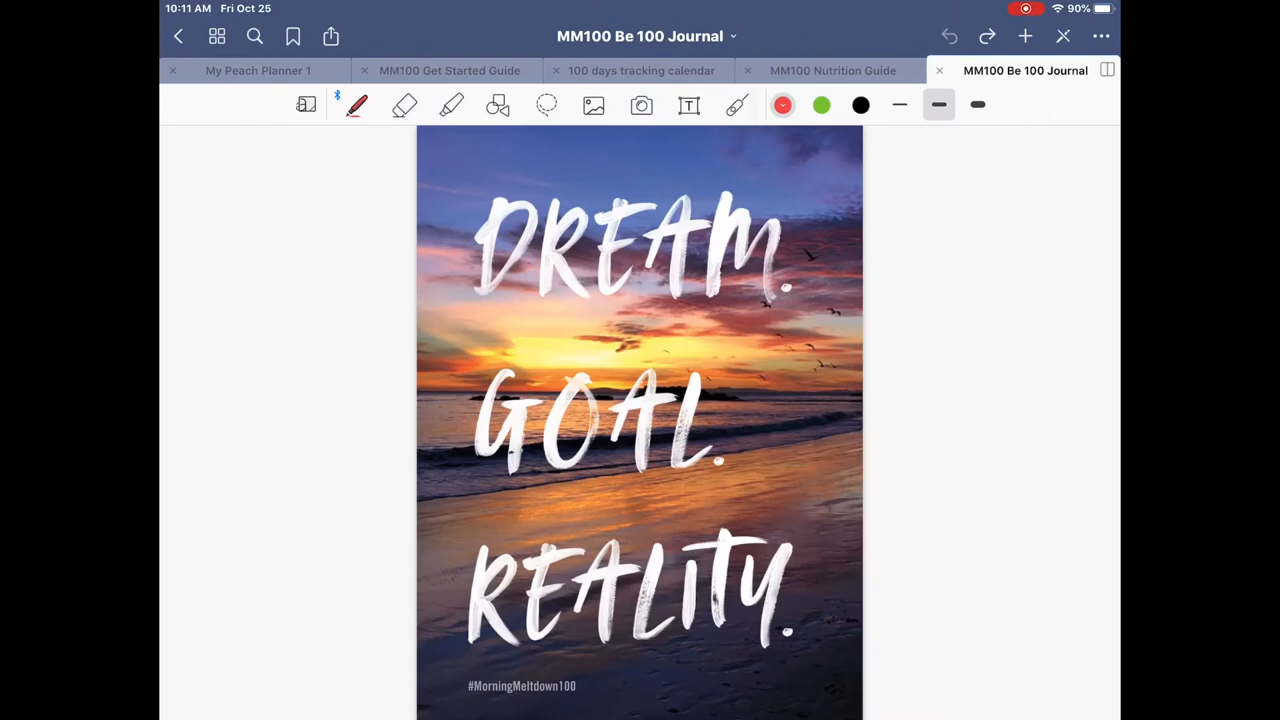 10:11 AM Fri Oct 25
90%
MM100 Be 100 Journal
My Peach Planner 1
MM100 Get Started Guide
100 days tracking calendar
MM100 Nutrition Guide
MM100 Be 100 Journal
T
DREAM.
GOAL.
REALITY.
#MorningMeltdown100